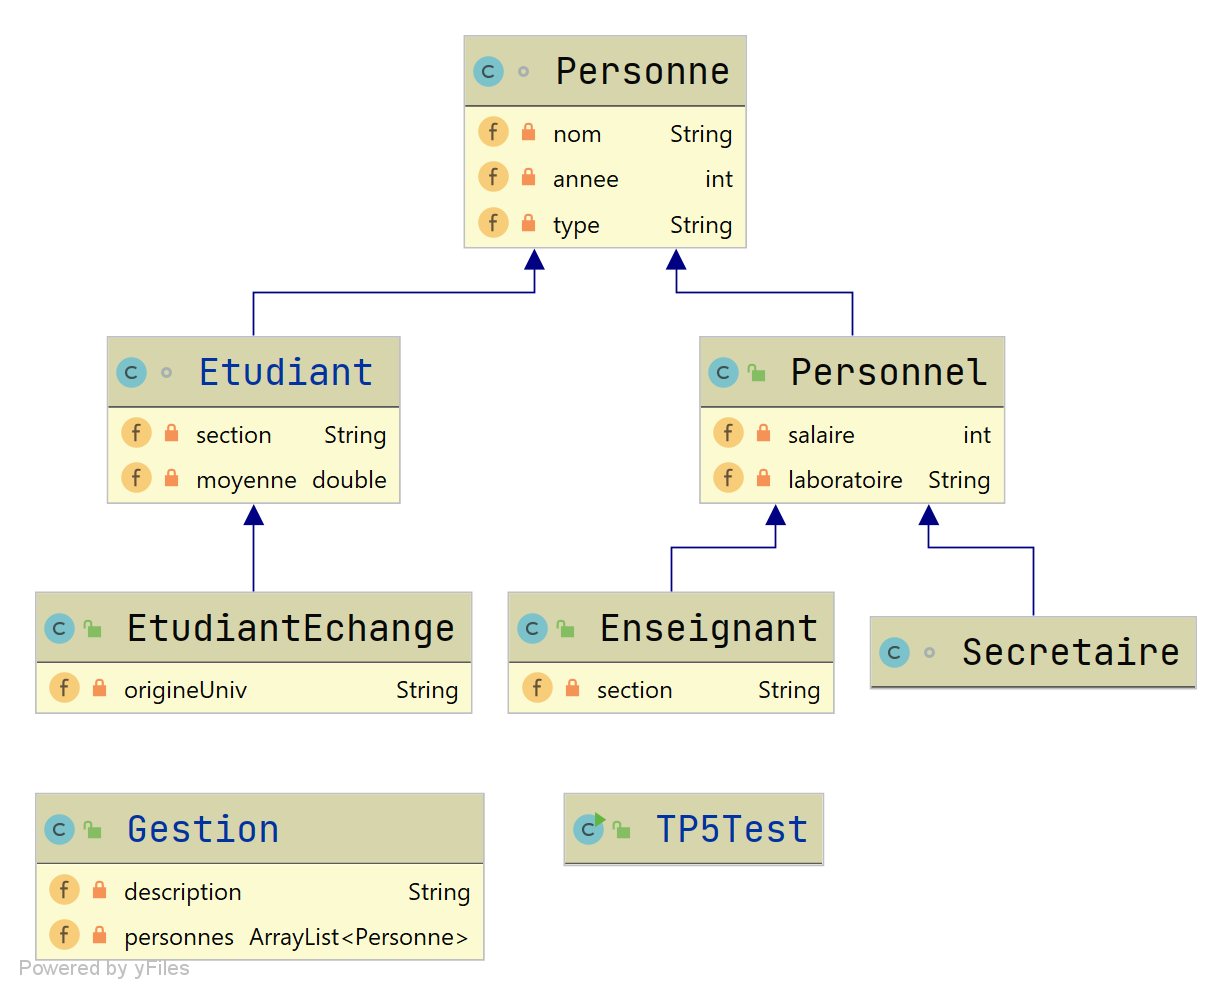 Personne
nom String
annee int
type String
Etudiant
section String
moyenne double
Personnel
salaire int
laboratoire String
EtudiantEchange
origineUniv String
Enseignant
section String
Secretaire
Gestion
description String
personnes ArrayList<Personne>
TP5Test
Powered by yFiles